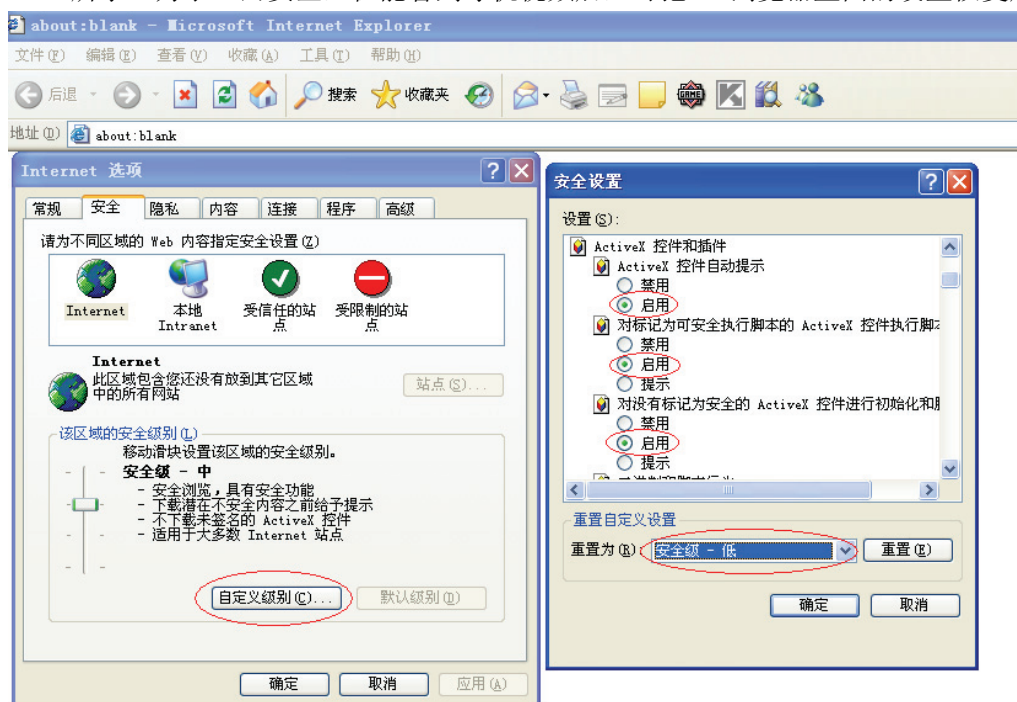 about:blank - Microsoft Internet Explorer
文件(F) 编辑(E) 查看(V) 收藏(A) 工具(T) 帮助(H)
后退 搜索 收藏夹 GAME
地址(D) about:blank
Internet 选项
常规 安全 隐私 内容 连接 程序 高级
请为不同区域的 Web 内容指定安全设置(Z)
Internet
本地
Intranet
受信任的站
点
受限制的站
点
Internet
此区域包含您还没有放到其它区域
中的所有网站
站点(S)...
该区域的安全级别(L)
移动滑块设置该区域的安全级别。
安全级 - 中
- 安全浏览,具有安全功能
- 下载潜在不安全内容之前给予提示
- 不下载未签名的 ActiveX 控件
- 适用于大多数 Internet 站点
自定义级别(C)... 默认级别(D)
确定 取消 应用(A)
安全设置
设置(S):
ActiveX 控件和插件
ActiveX 控件自动提示
禁用
启用
对标记为可安全执行脚本的 ActiveX 控件执行脚
禁用
启用
提示
对没有标记为安全的 ActiveX 控件进行初始化和
禁用
启用
提示
重置自定义设置
重置为(R) 安全级 - 低 重置(E)
确定 取消